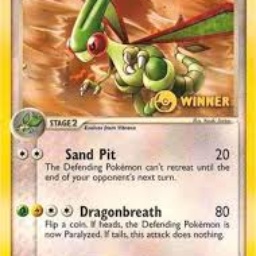 WINNER
STAGE 2
Evolves from Vibrava
Sand Pit 20
The Defending Pokémon can't retreat until the
end of your opponent's next turn.
Dragonbreath 80
Flip a coin. If heads, the Defending Pokémon is
now Paralyzed. If tails, this attack does nothing.